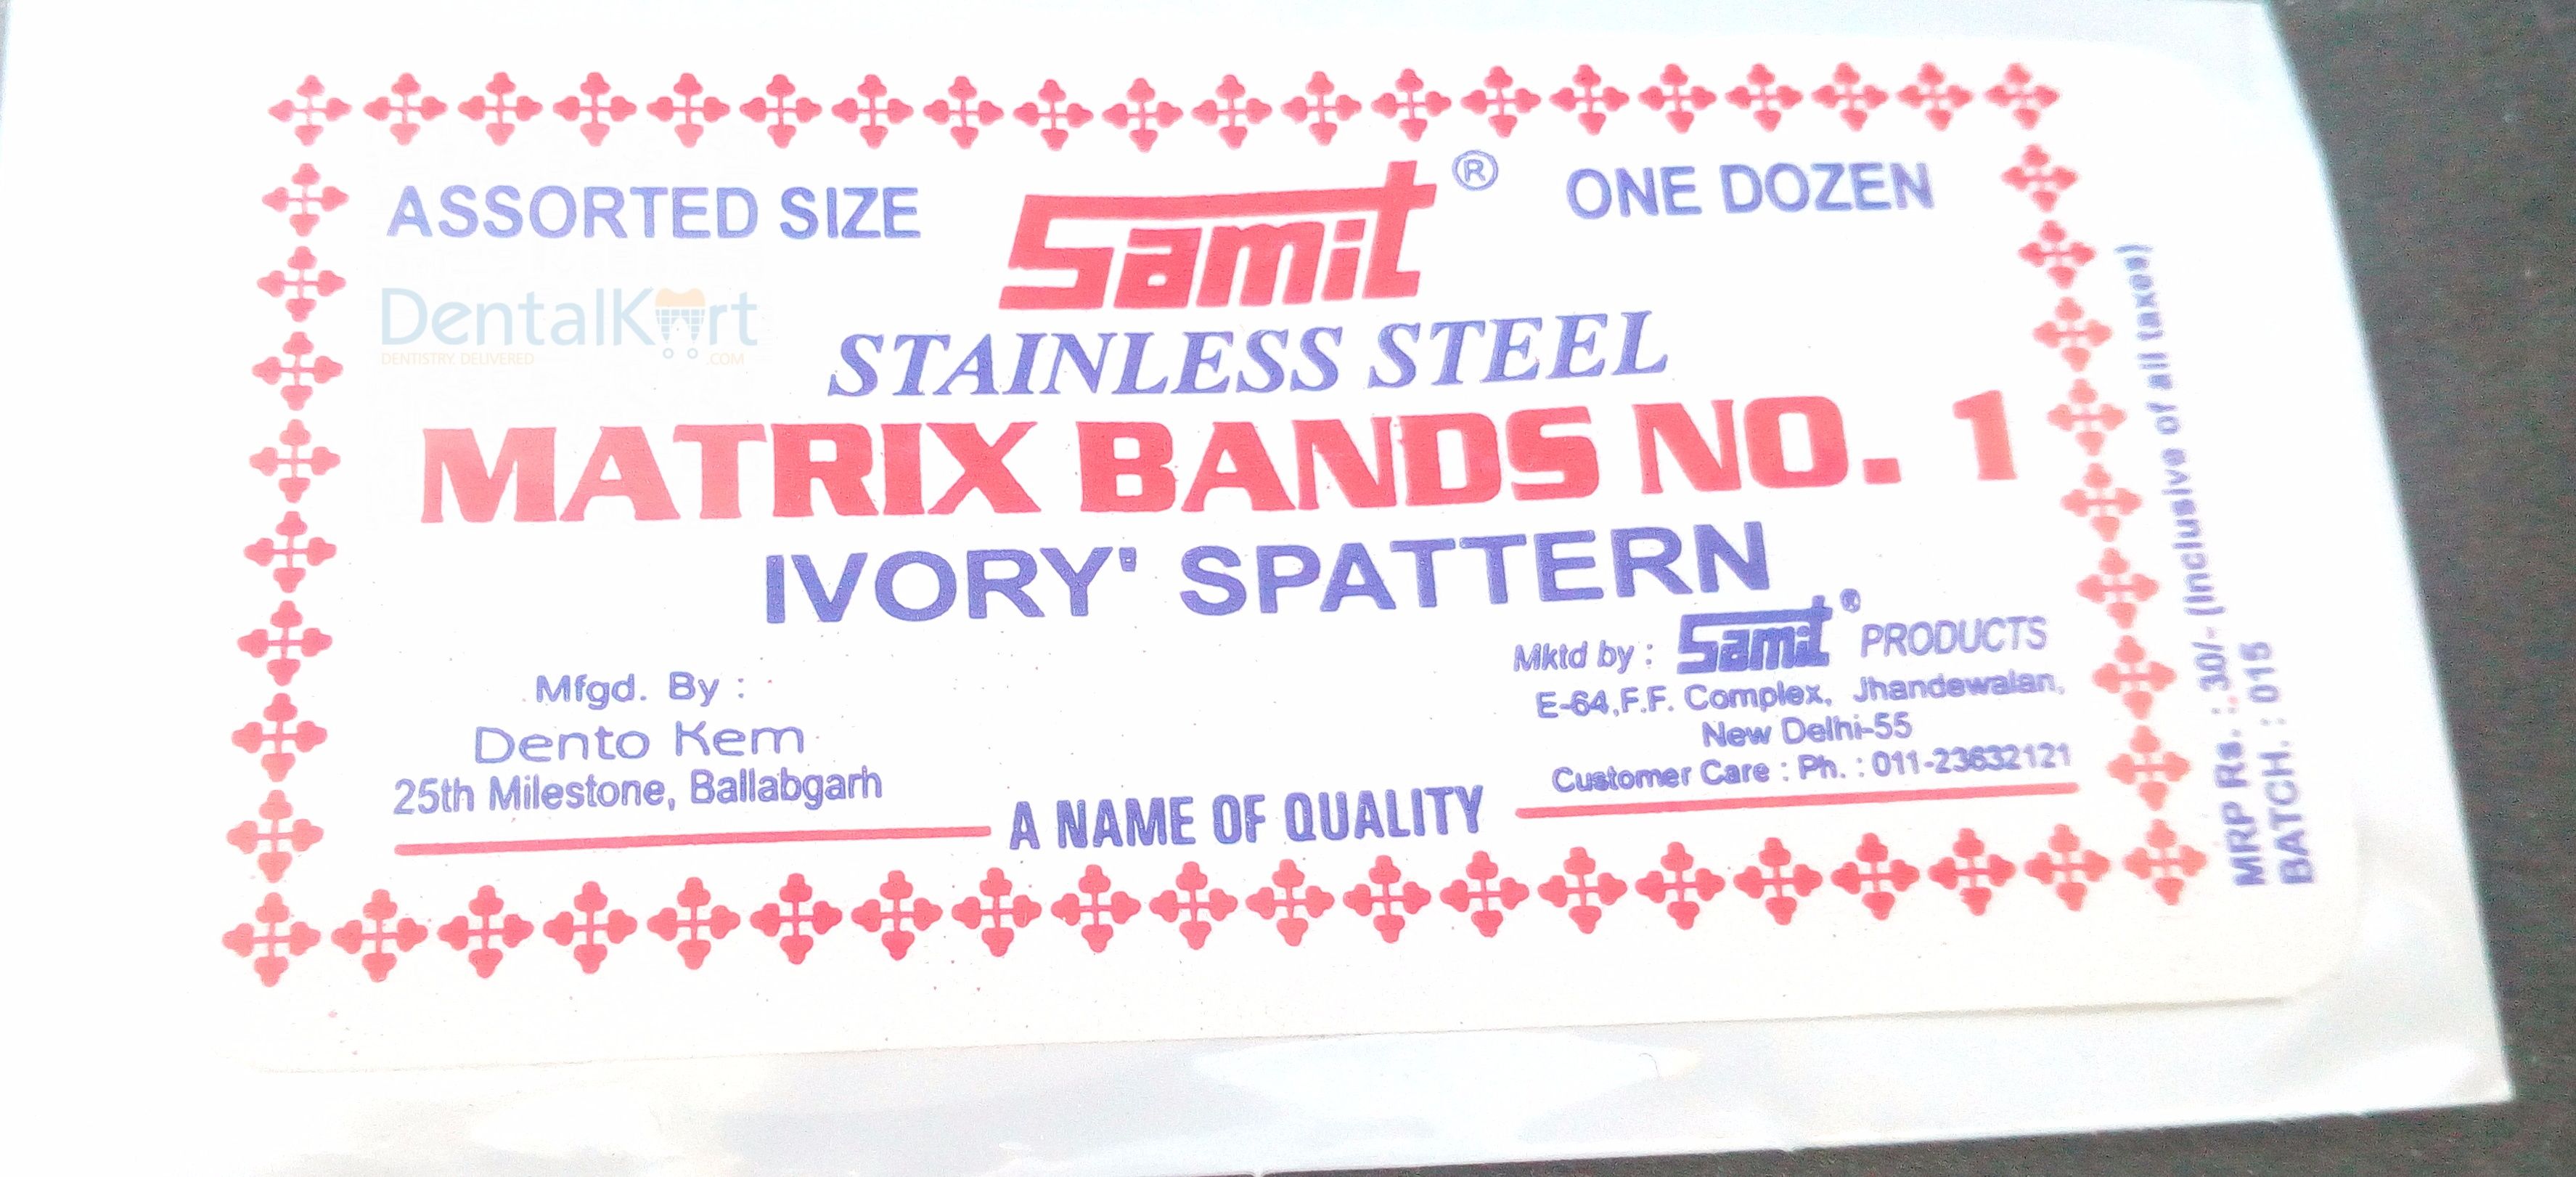 ASSORTED SIZE
Samit ®
ONE DOZEN
DentalKart
DENTISTRY. DELIVERED .COM
STAINLESS STEEL
MATRIX BANDS NO. 1
IVORY' SPATTERN
Mfgd. By :
Dento Kem
25th Milestone, Ballabgarh
Mktd by : Samit ® PRODUCTS
E-64,F.F. Complex, Jhandewalan,
New Delhi-55
Customer Care : Ph. : 011-23632121
A NAME OF QUALITY
MRP Rs. : 30/- (Inclusive of all taxes)
BATCH. : 015